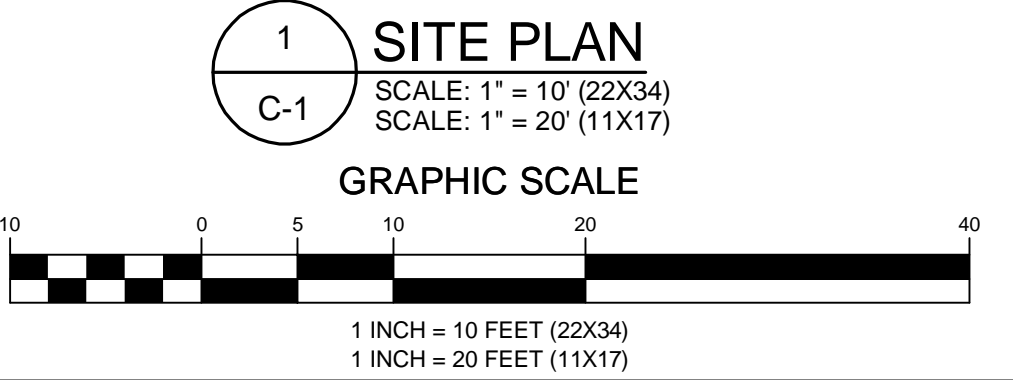 1
SITE PLAN
C-1
SCALE: 1" = 10' (22X34)
SCALE: 1" = 20' (11X17)
GRAPHIC SCALE
10 0 5 10 20 40
1 INCH = 10 FEET (22X34)
1 INCH = 20 FEET (11X17)